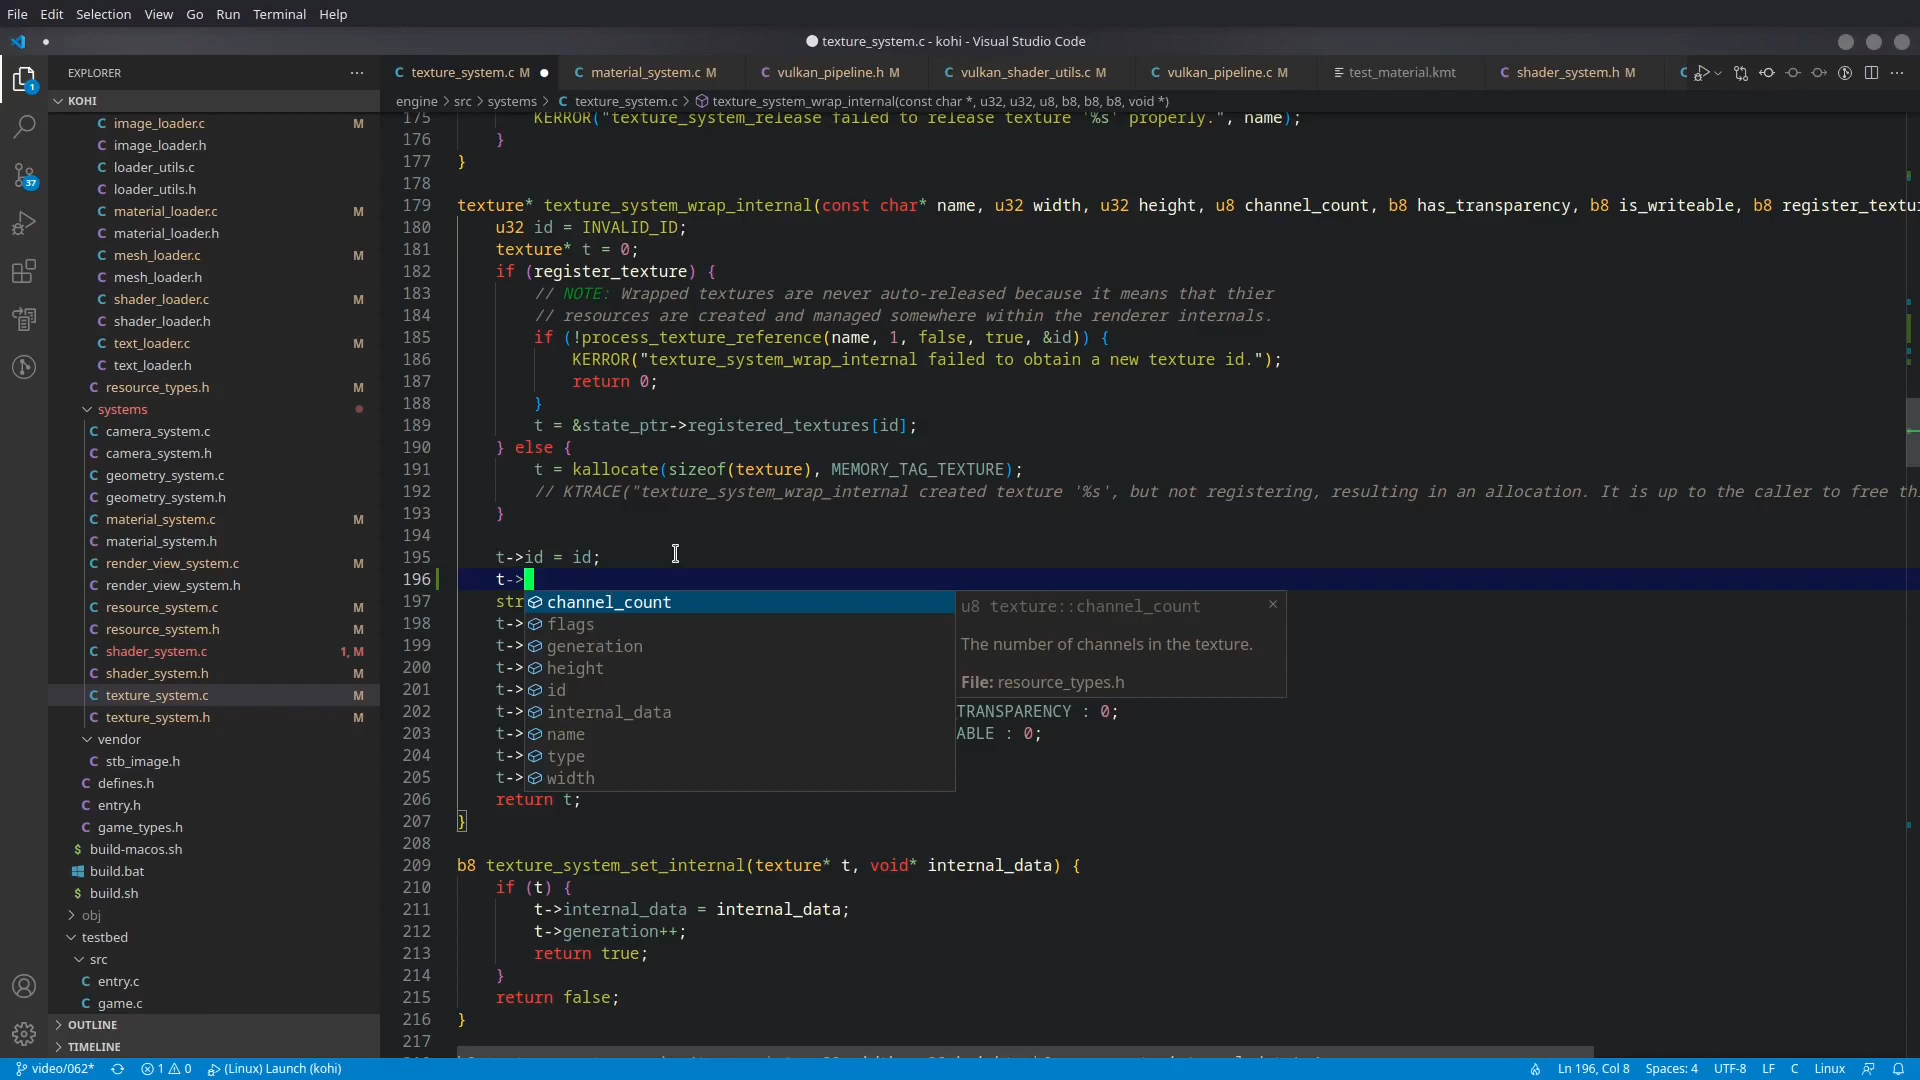 File Edit Selection View Go Run Terminal Help
texture_system.c - kohi - Visual Studio Code
EXPLORER
texture_system.c M
material_system.c M
vulkan_pipeline.h M
vulkan_shader_utils.c M
vulkan_pipeline.c M
test_material.kmt
shader_system.h M
KOHI
engine > src > systems > C texture_system.c > texture_system_wrap_internal(const char *, u32, u32, u8, b8, b8, b8, void *)
image_loader.c M
image_loader.h
loader_utils.c
loader_utils.h
material_loader.c M
material_loader.h
mesh_loader.c M
mesh_loader.h
shader_loader.c M
shader_loader.h
text_loader.c M
text_loader.h
resource_types.h M
systems
camera_system.c
camera_system.h
geometry_system.c
geometry_system.h
material_system.c M
material_system.h
render_view_system.c M
render_view_system.h
resource_system.c M
resource_system.h M
shader_system.c 1, M
shader_system.h M
texture_system.c M
texture_system.h M
vendor
stb_image.h
defines.h
entry.h
game_types.h
build-macos.sh
build.bat
build.sh
obj
testbed
src
entry.c
game.c
OUTLINE
TIMELINE
1
37
175 KERROR("texture_system_release failed to release texture '%s' properly.", name);
176 }
177 }
178
179 texture* texture_system_wrap_internal(const char* name, u32 width, u32 height, u8 channel_count, b8 has_transparency, b8 is_writeable, b8 register_textu
180 u32 id = INVALID_ID;
181 texture* t = 0;
182 if (register_texture) {
183 // NOTE: Wrapped textures are never auto-released because it means that thier
184 // resources are created and managed somewhere within the renderer internals.
185 if (!process_texture_reference(name, 1, false, true, &id)) {
186 KERROR("texture_system_wrap_internal failed to obtain a new texture id.");
187 return 0;
188 }
189 t = &state_ptr->registered_textures[id];
190 } else {
191 t = kallocate(sizeof(texture), MEMORY_TAG_TEXTURE);
192 // KTRACE("texture_system_wrap_internal created texture '%s', but not registering, resulting in an allocation. It is up to the caller to free th
193 }
194
195 t->id = id;
196 t->
197 str channel_count
198 t-> flags
199 t-> generation
200 t-> height
201 t-> id
202 t-> internal_data TRANSPARENCY : 0;
203 t-> name ABLE : 0;
204 t-> type
205 t-> width
u8 texture::channel_count
The number of channels in the texture.
File: resource_types.h
206 return t;
207 }
208
209 b8 texture_system_set_internal(texture* t, void* internal_data) {
210 if (t) {
211 t->internal_data = internal_data;
212 t->generation++;
213 return true;
214 }
215 return false;
216 }
217
video/062* 1 0 (Linux) Launch (kohi) Ln 196, Col 8 Spaces: 4 UTF-8 LF C Linux